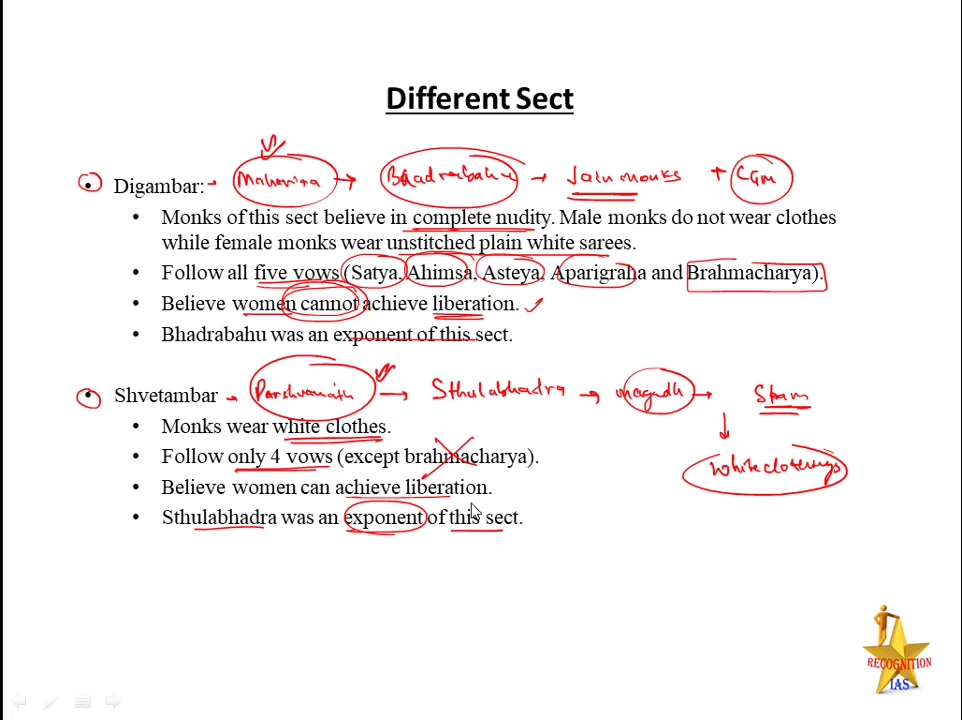 Different Sect
Digambar: - Mahavira → Bhadrabahu → Jain monks + CGM
• Monks of this sect believe in complete nudity. Male monks do not wear clothes
while female monks wear unstitched plain white sarees.
• Follow all five vows (Satya, Ahimsa, Asteya, Aparigraha and Brahmacharya).
• Believe women cannot achieve liberation.
• Bhadrabahu was an exponent of this sect.
• Shvetambar - Parshvanath → Sthulabhadra → magadh →
• Monks wear white clothes.
• Follow only 4 vows (except brahmacharya).
white clothings
• Believe women can achieve liberation.
• Sthulabhadra was an exponent of this sect.
RECOGNITION
IAS